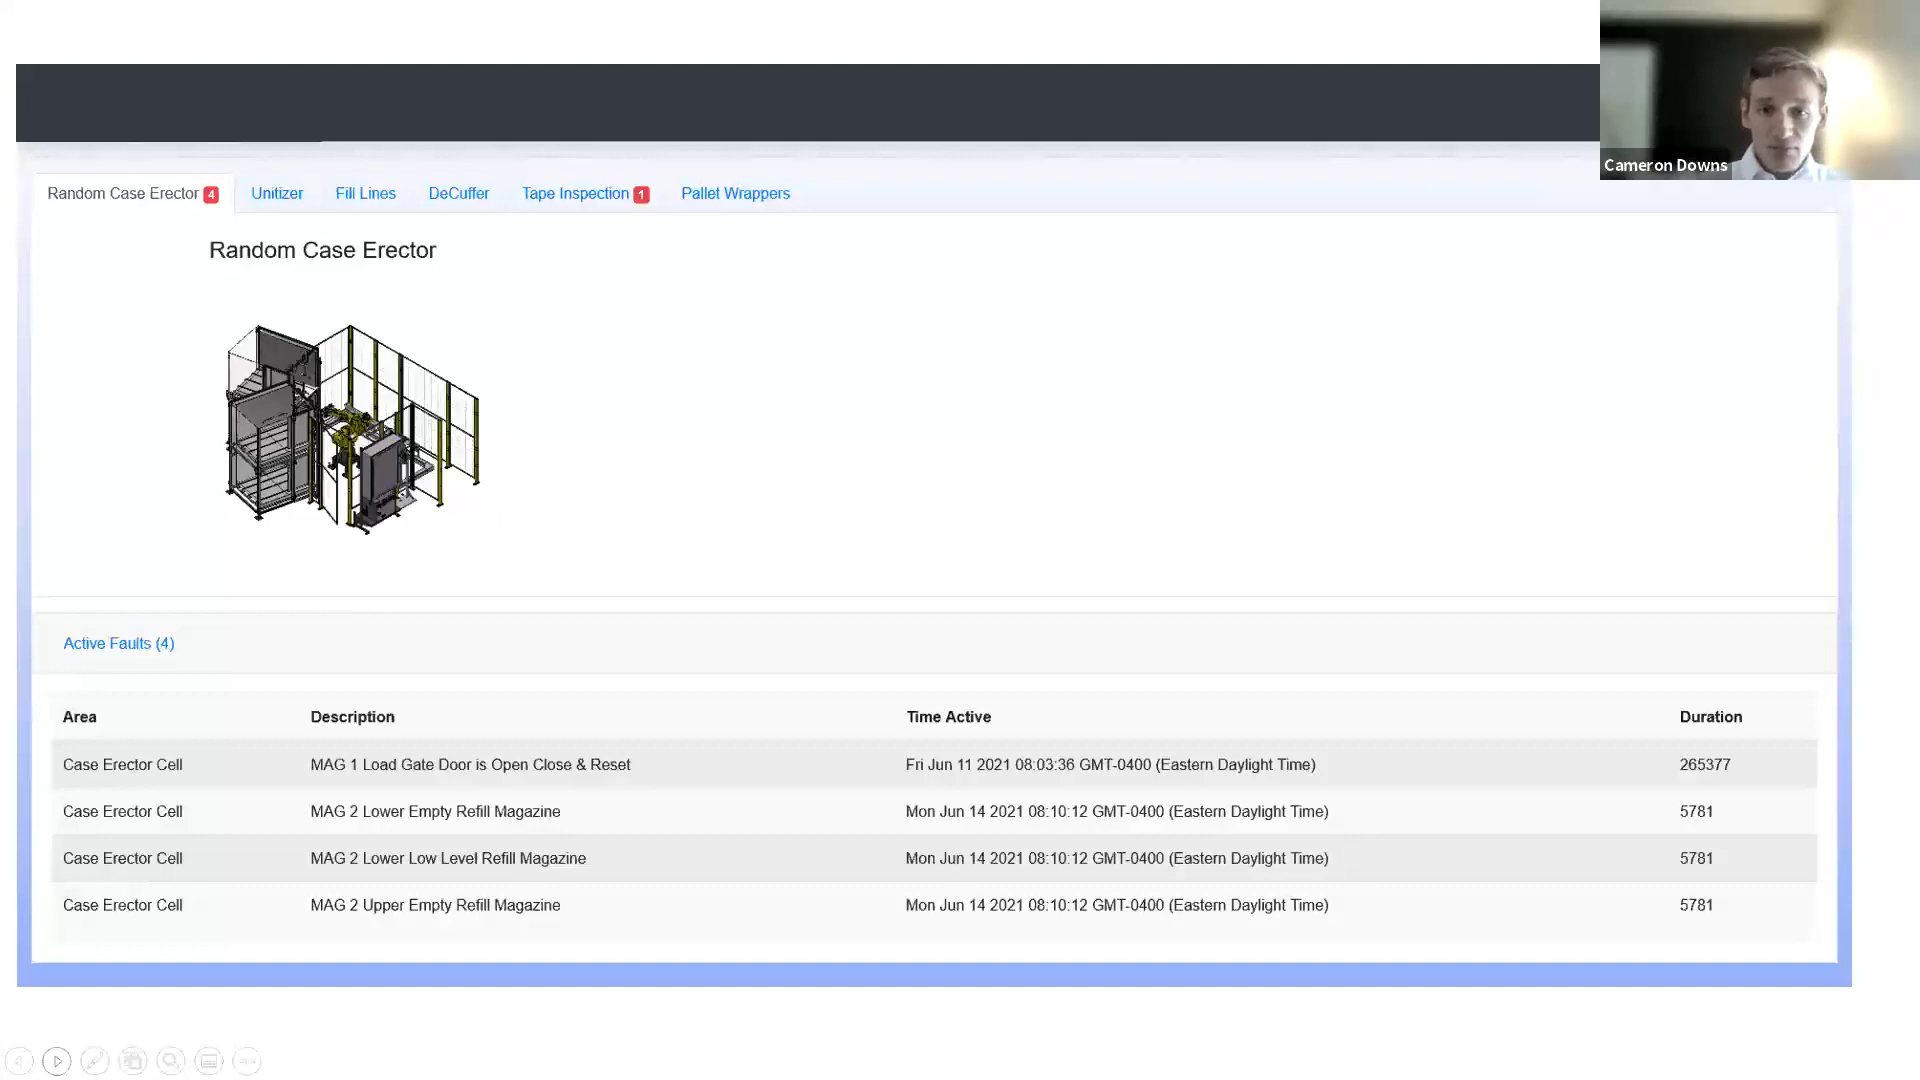 Cameron Downs
Random Case Erector 4 Unitizer Fill Lines DeCuffer Tape Inspection 1 Pallet Wrappers
Random Case Erector
Active Faults (4)
Area Description Time Active Duration
Case Erector Cell MAG 1 Load Gate Door is Open Close & Reset Fri Jun 11 2021 08:03:36 GMT-0400 (Eastern Daylight Time) 265377
Case Erector Cell MAG 2 Lower Empty Refill Magazine Mon Jun 14 2021 08:10:12 GMT-0400 (Eastern Daylight Time) 5781
Case Erector Cell MAG 2 Lower Low Level Refill Magazine Mon Jun 14 2021 08:10:12 GMT-0400 (Eastern Daylight Time) 5781
Case Erector Cell MAG 2 Upper Empty Refill Magazine Mon Jun 14 2021 08:10:12 GMT-0400 (Eastern Daylight Time) 5781